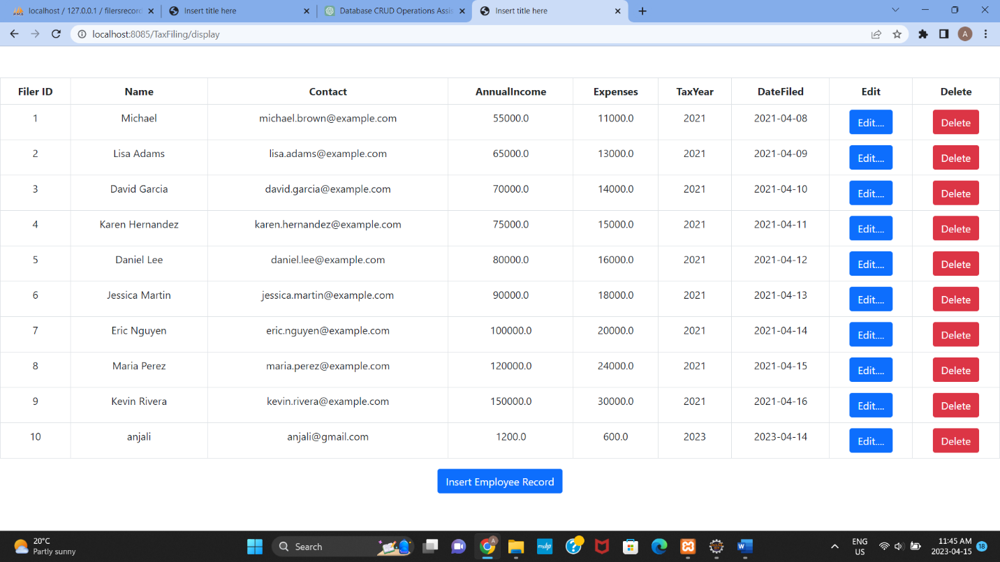 localhost / 127.0.0.1 / filersrecord Insert title here Database CRUD Operations Assis Insert title here
localhost:8085/TaxFiling/display A
Filer ID Name Contact AnnualIncome Expenses TaxYear DateFiled Edit Delete
1 Michael michael.brown@example.com 55000.0 11000.0 2021 2021-04-08 Edit.... Delete
2 Lisa Adams lisa.adams@example.com 65000.0 13000.0 2021 2021-04-09 Edit.... Delete
3 David Garcia david.garcia@example.com 70000.0 14000.0 2021 2021-04-10 Edit.... Delete
4 Karen Hernandez karen.hernandez@example.com 75000.0 15000.0 2021 2021-04-11 Edit.... Delete
5 Daniel Lee daniel.lee@example.com 80000.0 16000.0 2021 2021-04-12 Edit.... Delete
6 Jessica Martin jessica.martin@example.com 90000.0 18000.0 2021 2021-04-13 Edit.... Delete
7 Eric Nguyen eric.nguyen@example.com 100000.0 20000.0 2021 2021-04-14 Edit.... Delete
8 Maria Perez maria.perez@example.com 120000.0 24000.0 2021 2021-04-15 Edit.... Delete
9 Kevin Rivera kevin.rivera@example.com 150000.0 30000.0 2021 2021-04-16 Edit.... Delete
10 anjali anjali@gmail.com 1200.0 600.0 2023 2023-04-14 Edit.... Delete
Insert Employee Record
20°C
Partly sunny
Search
ENG
US
11:45 AM
2023-04-15
18